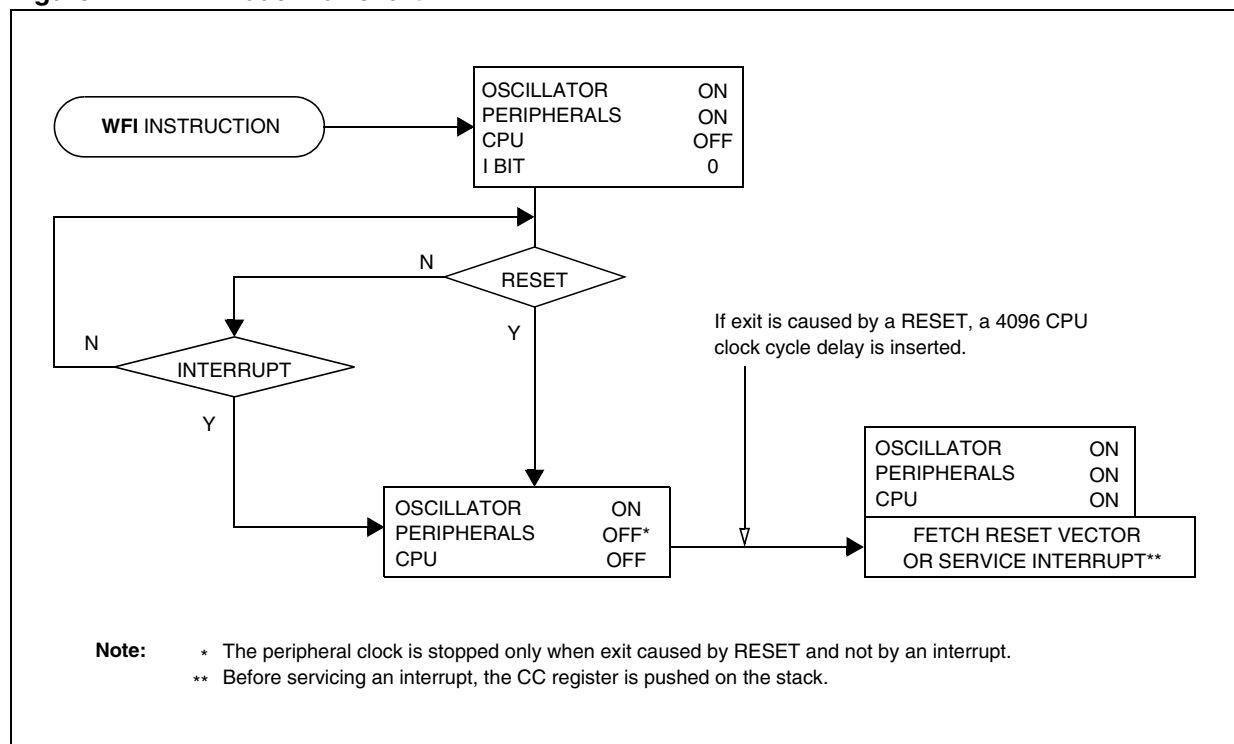 WFI INSTRUCTION
OSCILLATOR ON
PERIPHERALS ON
CPU OFF
I BIT 0
N
RESET
Y
N
INTERRUPT
Y
If exit is caused by a RESET, a 4096 CPU
clock cycle delay is inserted.
OSCILLATOR ON
PERIPHERALS OFF*
CPU OFF
OSCILLATOR ON
PERIPHERALS ON
CPU ON
FETCH RESET VECTOR
OR SERVICE INTERRUPT**
Note: * The peripheral clock is stopped only when exit caused by RESET and not by an interrupt.
** Before servicing an interrupt, the CC register is pushed on the stack.